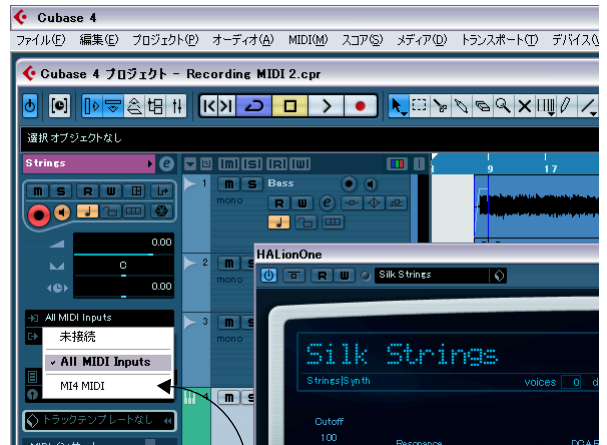 Cubase 4
ファイル(F) 編集(E) プロジェクト(P) オーディオ(A) MIDI(M) スコア(S) メディア(D) トランスポート(T) デバイス(V
Cubase 4 プロジェクト - Recording MIDI 2.cpr
選択オブジェクトなし
Strings
m S R W
0.00
C
0.00
All MIDI Inputs
未接続
✓ All MIDI Inputs
MI4 MIDI
トラックテンプレートなし
[m] [S] [R] [W]
9 17
1 m S Bass
mono R W e
2 m S
mono
3 m S
mono
4 m S
HALionOne
R W Silk Strings
Silk Strings
Strings|Synth voices 0 d
Cutoff
100
Resonance DCA